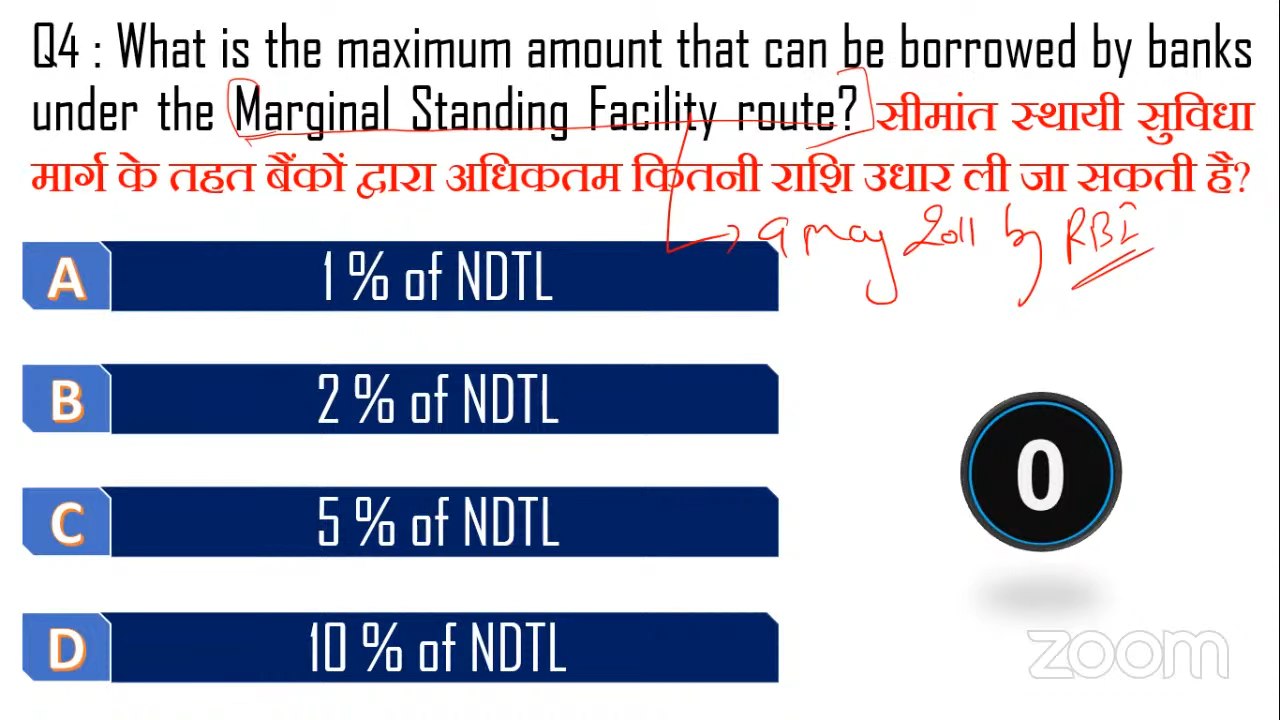 Q4 : What is the maximum amount that can be borrowed by banks
under the Marginal Standing Facility route? सीमांत स्थायी सुविधा
मार्ग के तहत बैंकों द्वारा अधिकतम कितनी राशि उधार ली जा सकती है?
9 may 2011 by RBI
A 1 % of NDTL
B 2 % of NDTL
C 5 % of NDTL
0
D 10 % of NDTL
zoom